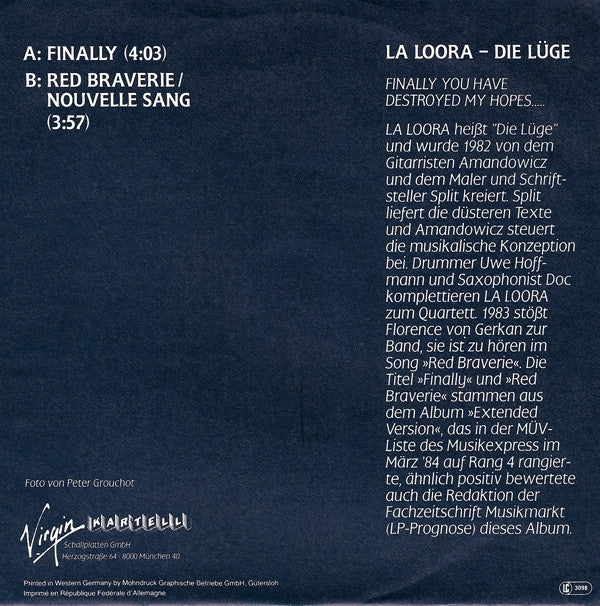 A: FINALLY (4:03)
B: RED BRAVERIE/
NOUVELLE SANG
(3:57)
LA LOORA – DIE LÜGE
FINALLY YOU HAVE
DESTROYED MY HOPES.....
LA LOORA heißt "Die Lüge"
und wurde 1982 von dem
Gitarristen Amandowicz
und dem Maler und Schrift-
steller Split kreiert. Split
liefert die düsteren Texte
und Amandowicz steuert
die musikalische Konzeption
bei. Drummer Uwe Hoff-
mann und Saxophonist Doc
komplettieren LA LOORA
zum Quartett. 1983 stößt
Florence von Gerkan zur
Band, sie ist zu hören im
Song »Red Braverie«. Die
Titel »Finally« und »Red
Braverie« stammen aus
dem Album »Extended
Version«, das in der MÜV-
Liste des Musikexpress im
März '84 auf Rang 4 rangier-
te, ähnlich positiv bewertete
auch die Redaktion der
Fachzeitschrift Musikmarkt
(LP-Prognose) dieses Album.
Foto von Peter Grouchot
Virgin KARTELL
Schallplatten GmbH
Herzogstraße 64 · 8000 München 40
Printed in Western Germany by Mohndruck Graphische Betriebe GmbH, Gütersloh
Imprimé en République Fedérale d'Allemagne
LC 3098